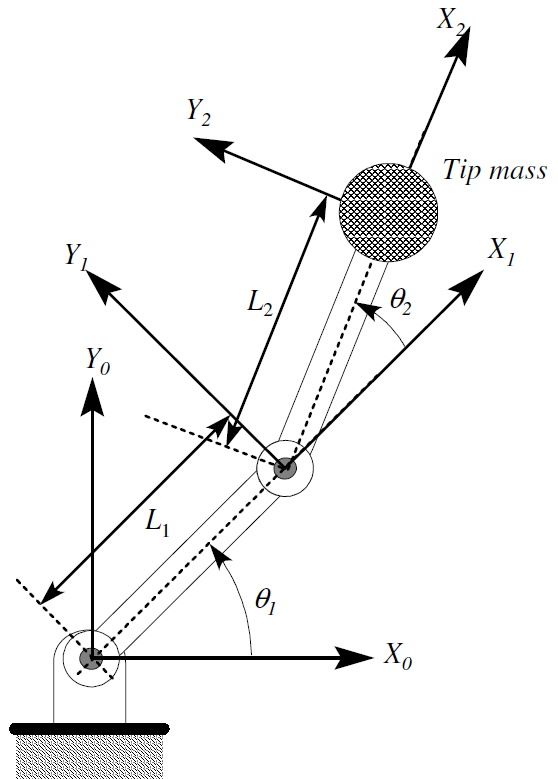 X₂
Y₂
Tip mass
Y₁
X₁
L₂
θ₂
Y₀
L₁
θ₁
X₀